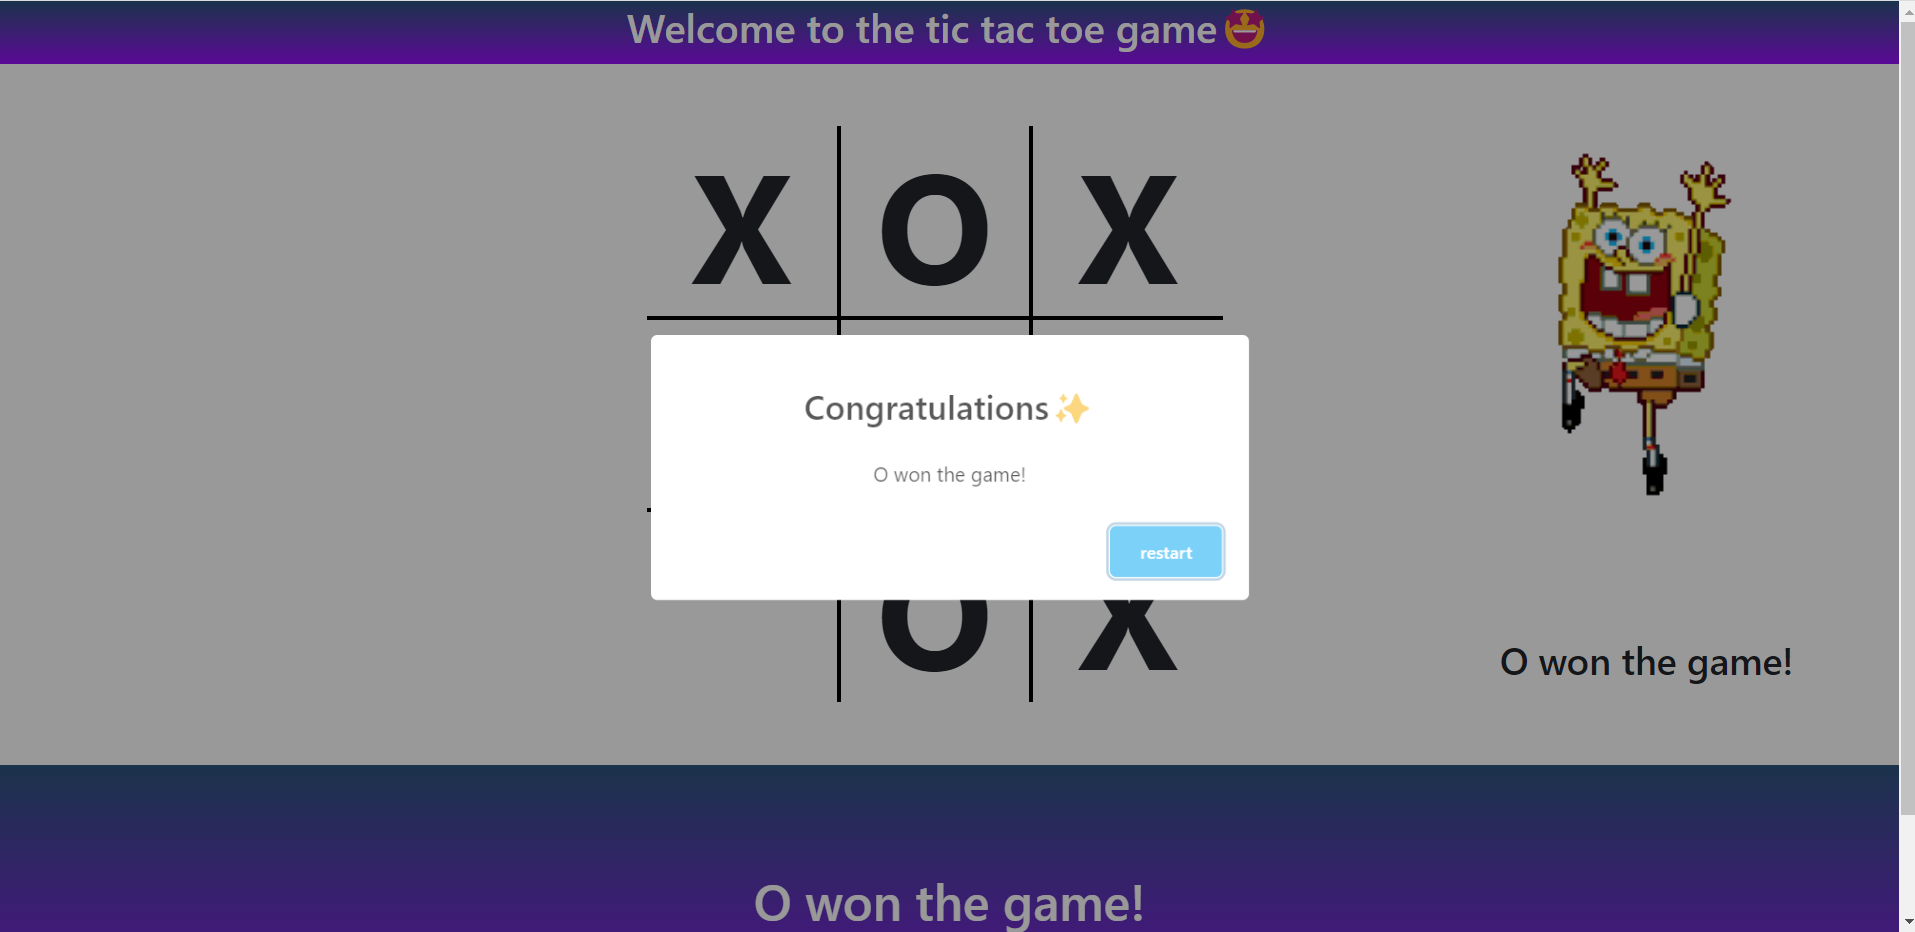 Welcome to the tic tac toe game🤩
X O X
Congratulations✨
O won the game!
restart
O X
O won the game!
O won the game!